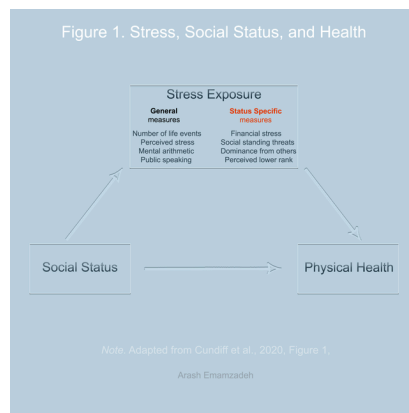 Figure 1. Stress, Social Status, and Health
Stress Exposure
General
measures
Number of life events
Perceived stress
Mental arithmetic
Public speaking
Status Specific
measures
Financial stress
Social standing threats
Dominance from others
Perceived lower rank
Social Status
Physical Health
Note. Adapted from Cundiff et al., 2020, Figure 1.
Arash Emamzadeh